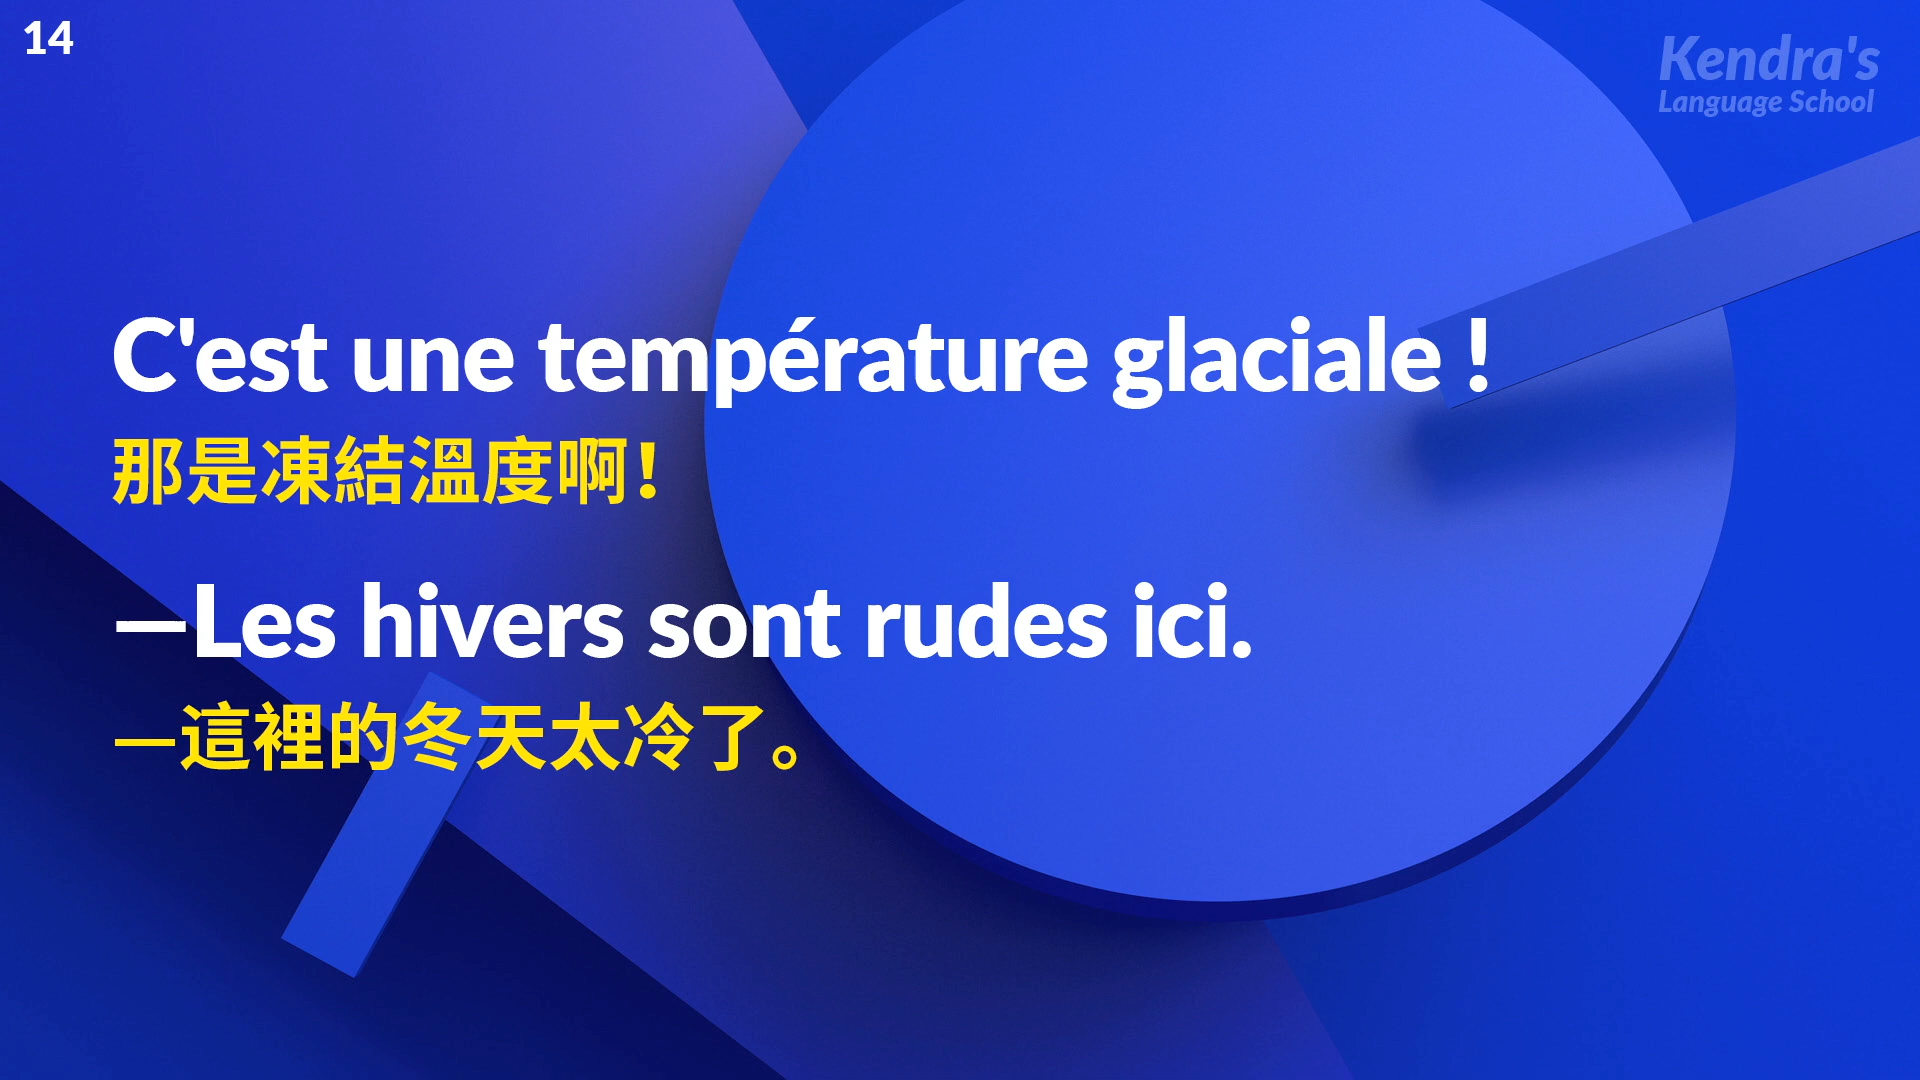 14
Kendra's
Language School
C'est une température glaciale !
那是凍結溫度啊！
—Les hivers sont rudes ici.
—這裡的冬天太冷了。